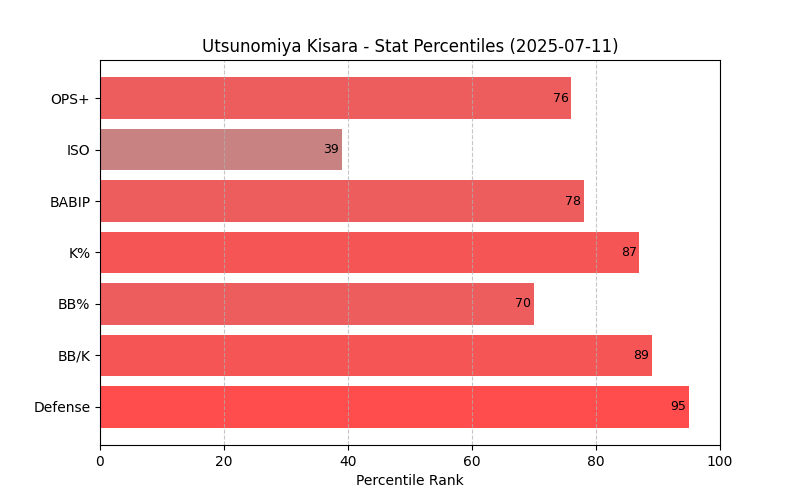 Utsunomiya Kisara - Stat Percentiles (2025-07-11)
OPS+ 76
ISO 39
BABIP 78
K% 87
BB% 70
BB/K 89
Defense 95
0 20 40 60 80 100
Percentile Rank